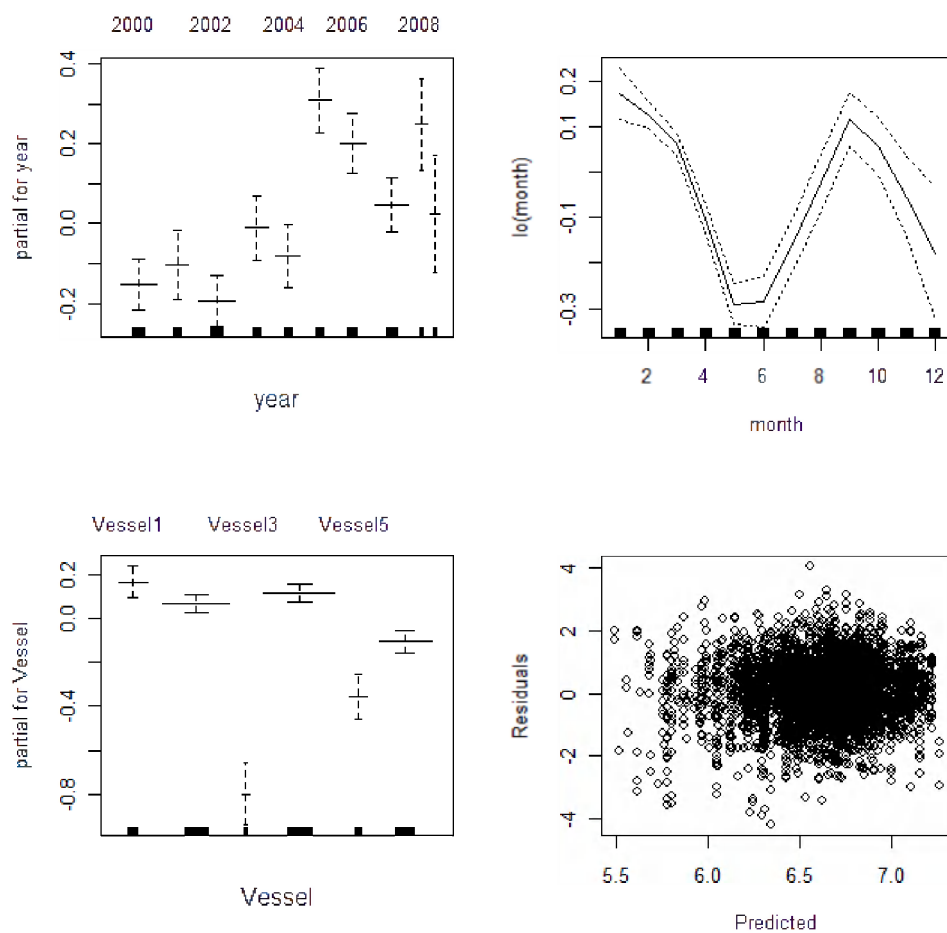 2000 2002 2004 2006 2008
0.4
0.2
0.0
-0.2
partial for year
year
0.2
0.1
-0.1
-0.3
lo(month)
2 4 6 8 10 12
month
Vessel1 Vessel3 Vessel5
0.2
0.0
-0.4
-0.8
partial for Vessel
Vessel
4
2
0
-2
-4
Residuals
5.5 6.0 6.5 7.0
Predicted